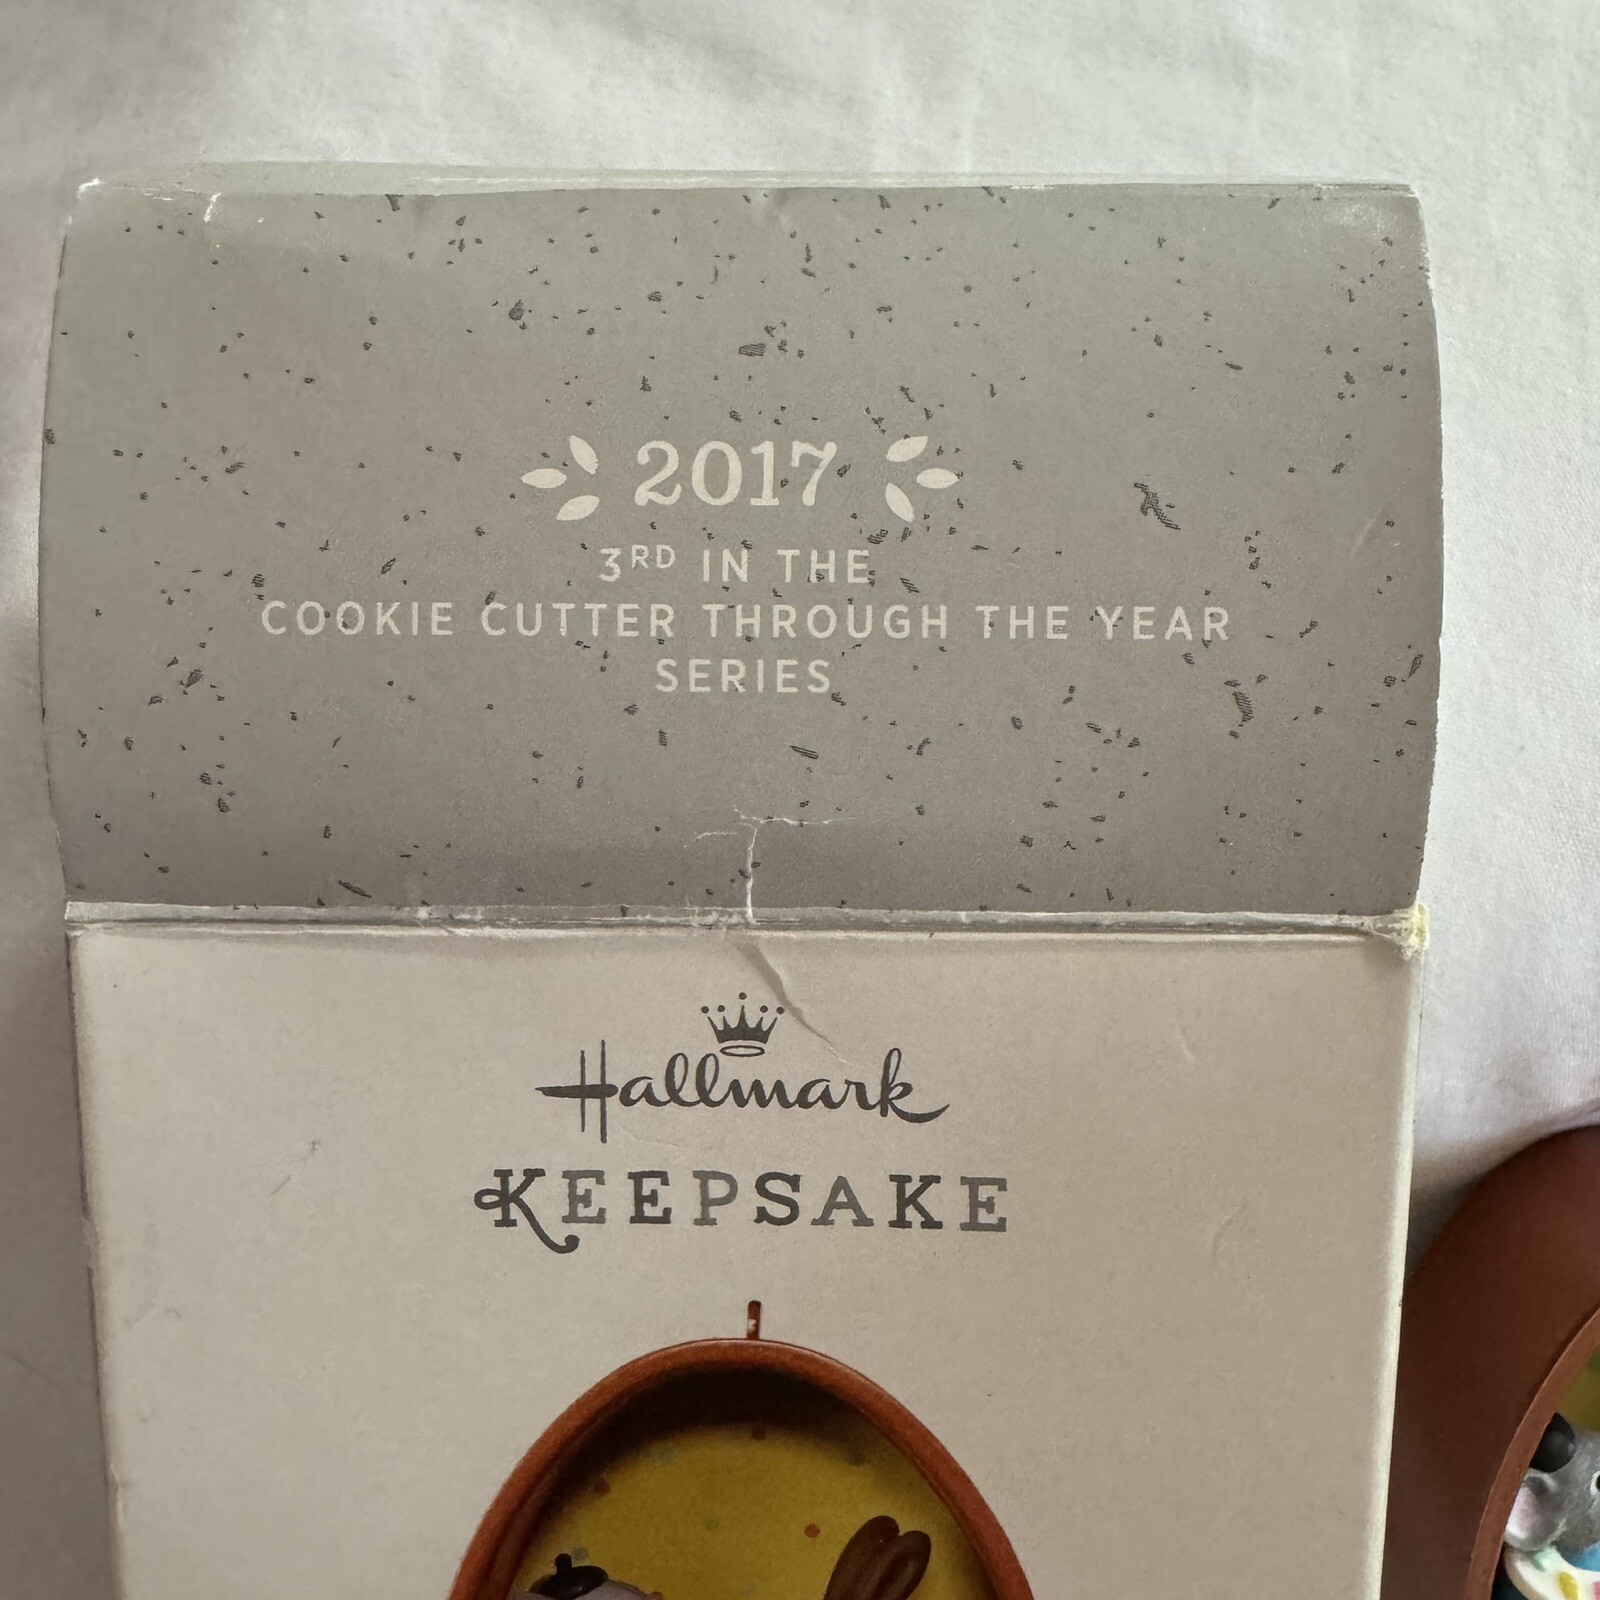 2017
3RD IN THE
COOKIE CUTTER THROUGH THE YEAR
SERIES
Hallmark
KEEPSAKE